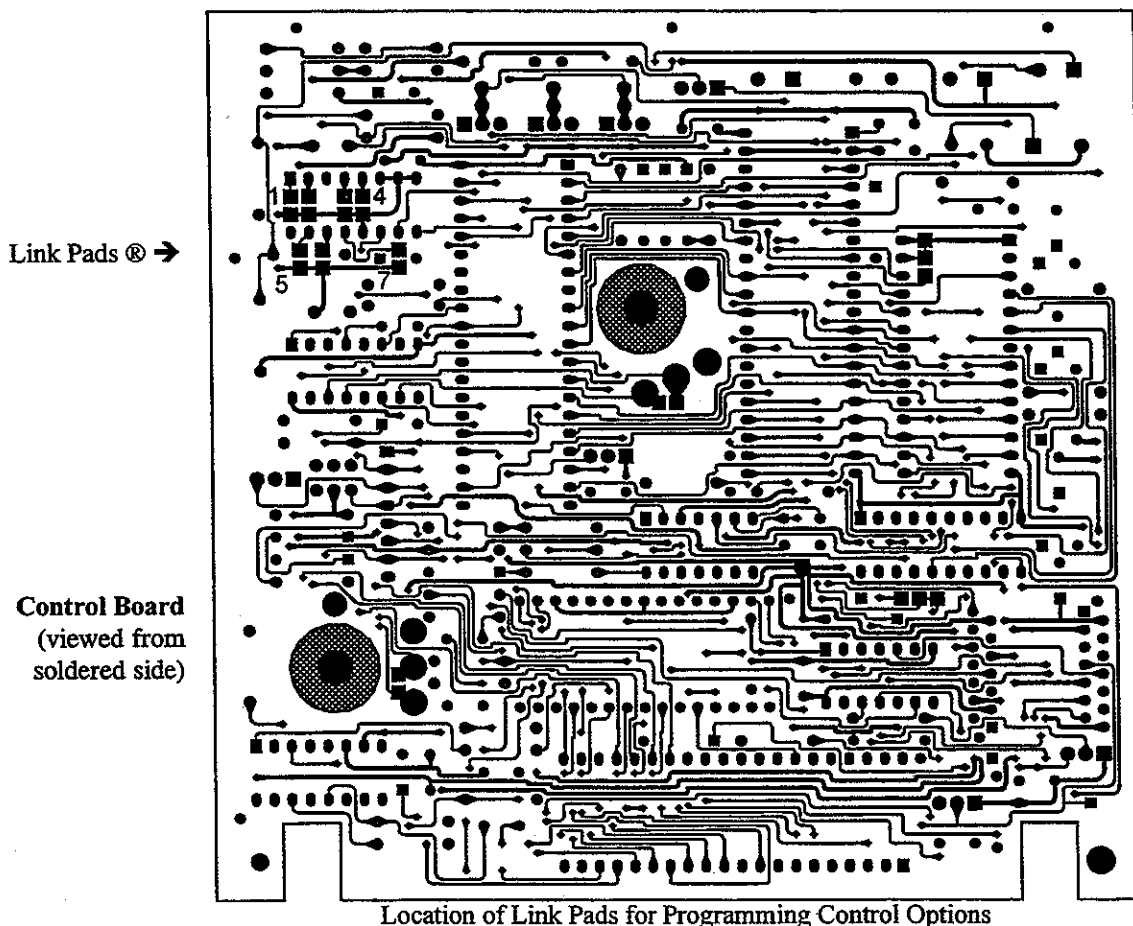 1
4
Link Pads ® →
5
7
Control Board
(viewed from
soldered side)
Location of Link Pads for Programming Control Options